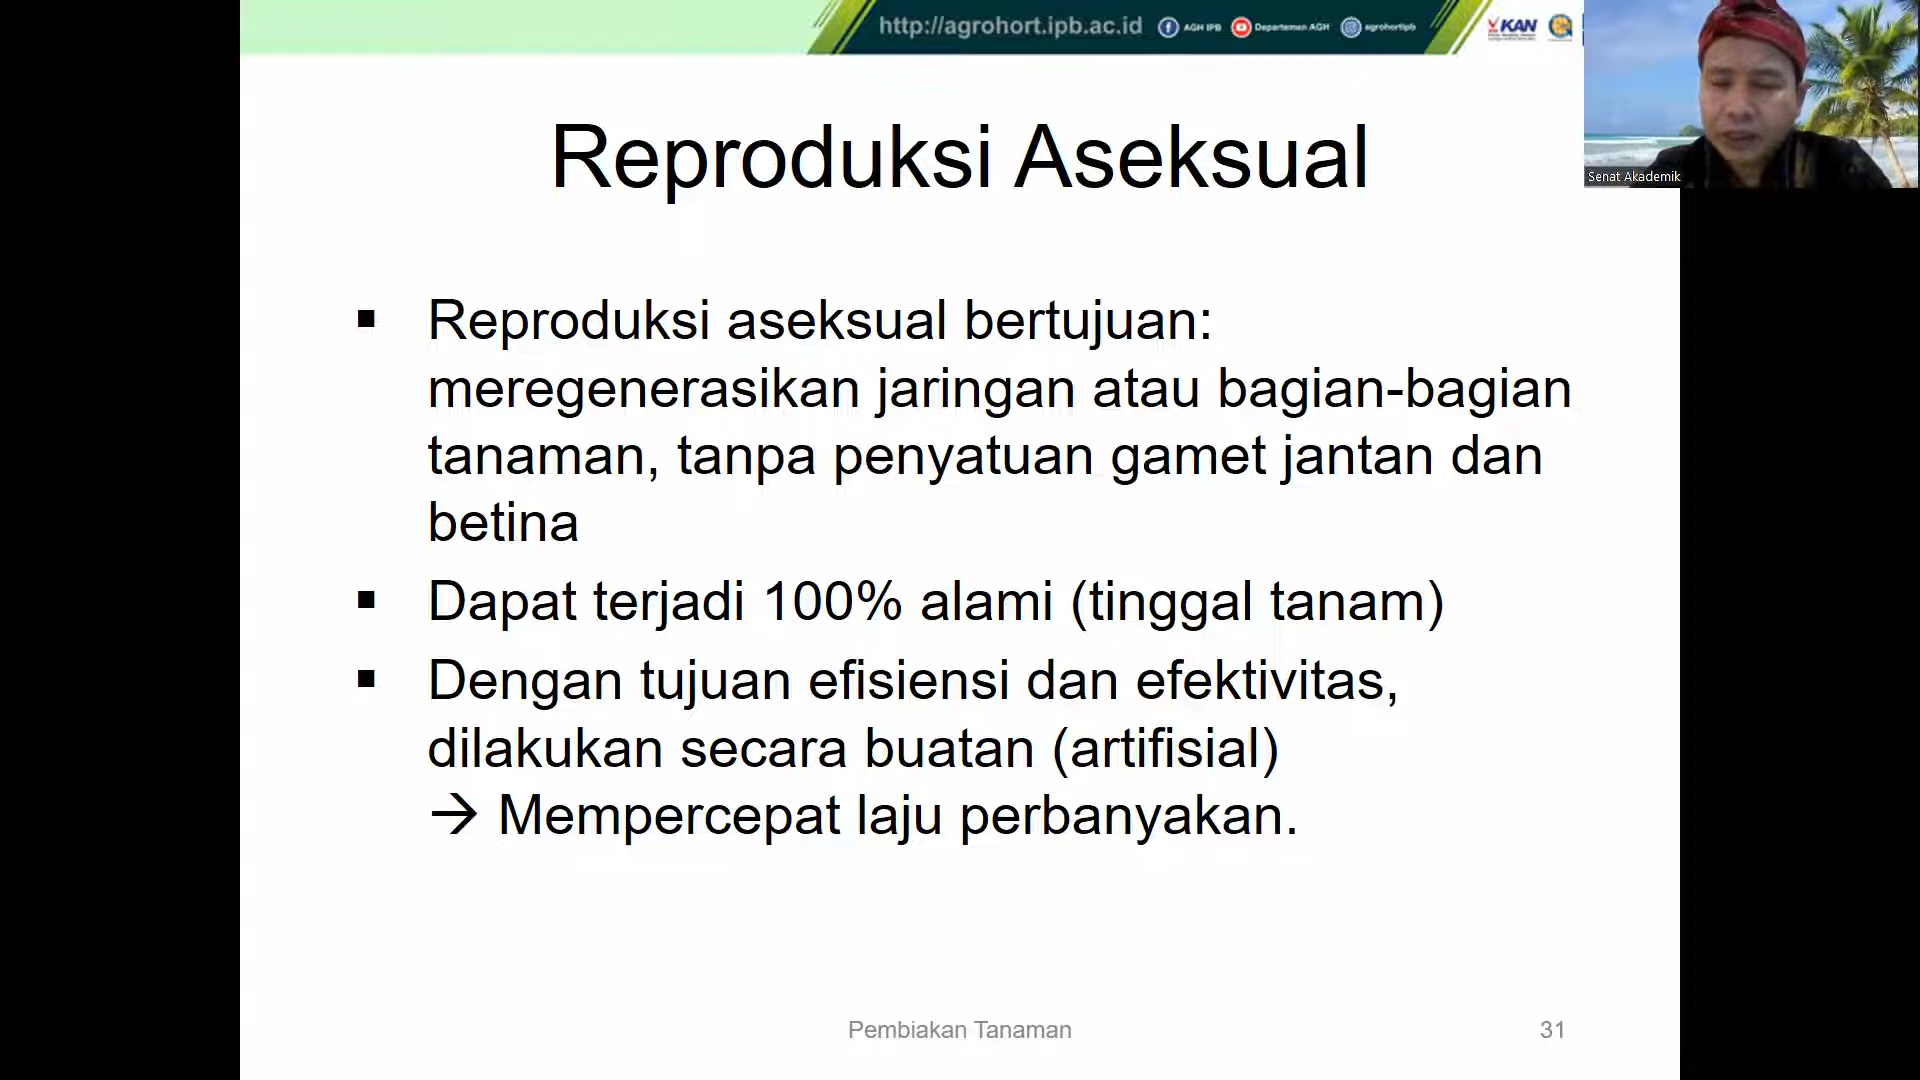 http://agrohort.ipb.ac.id AGH IPB Departemen AGH agrohortipb KAN
Senat Akademik
Reproduksi Aseksual
▪ Reproduksi aseksual bertujuan:
meregenerasikan jaringan atau bagian-bagian
tanaman, tanpa penyatuan gamet jantan dan
betina
▪ Dapat terjadi 100% alami (tinggal tanam)
▪ Dengan tujuan efisiensi dan efektivitas,
dilakukan secara buatan (artifisial)
→ Mempercepat laju perbanyakan.
Pembiakan Tanaman 31